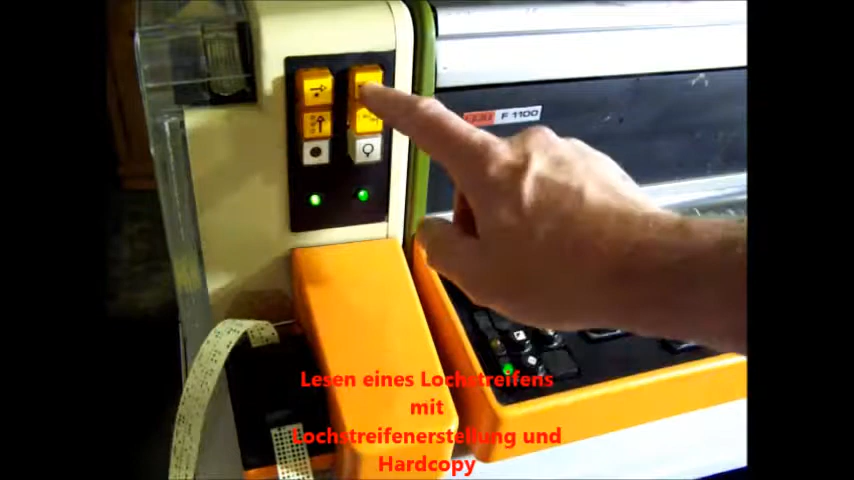 F 1100
Lesen eines Lochstreifens
mit
Lochstreifenerstellung und
Hardcopy